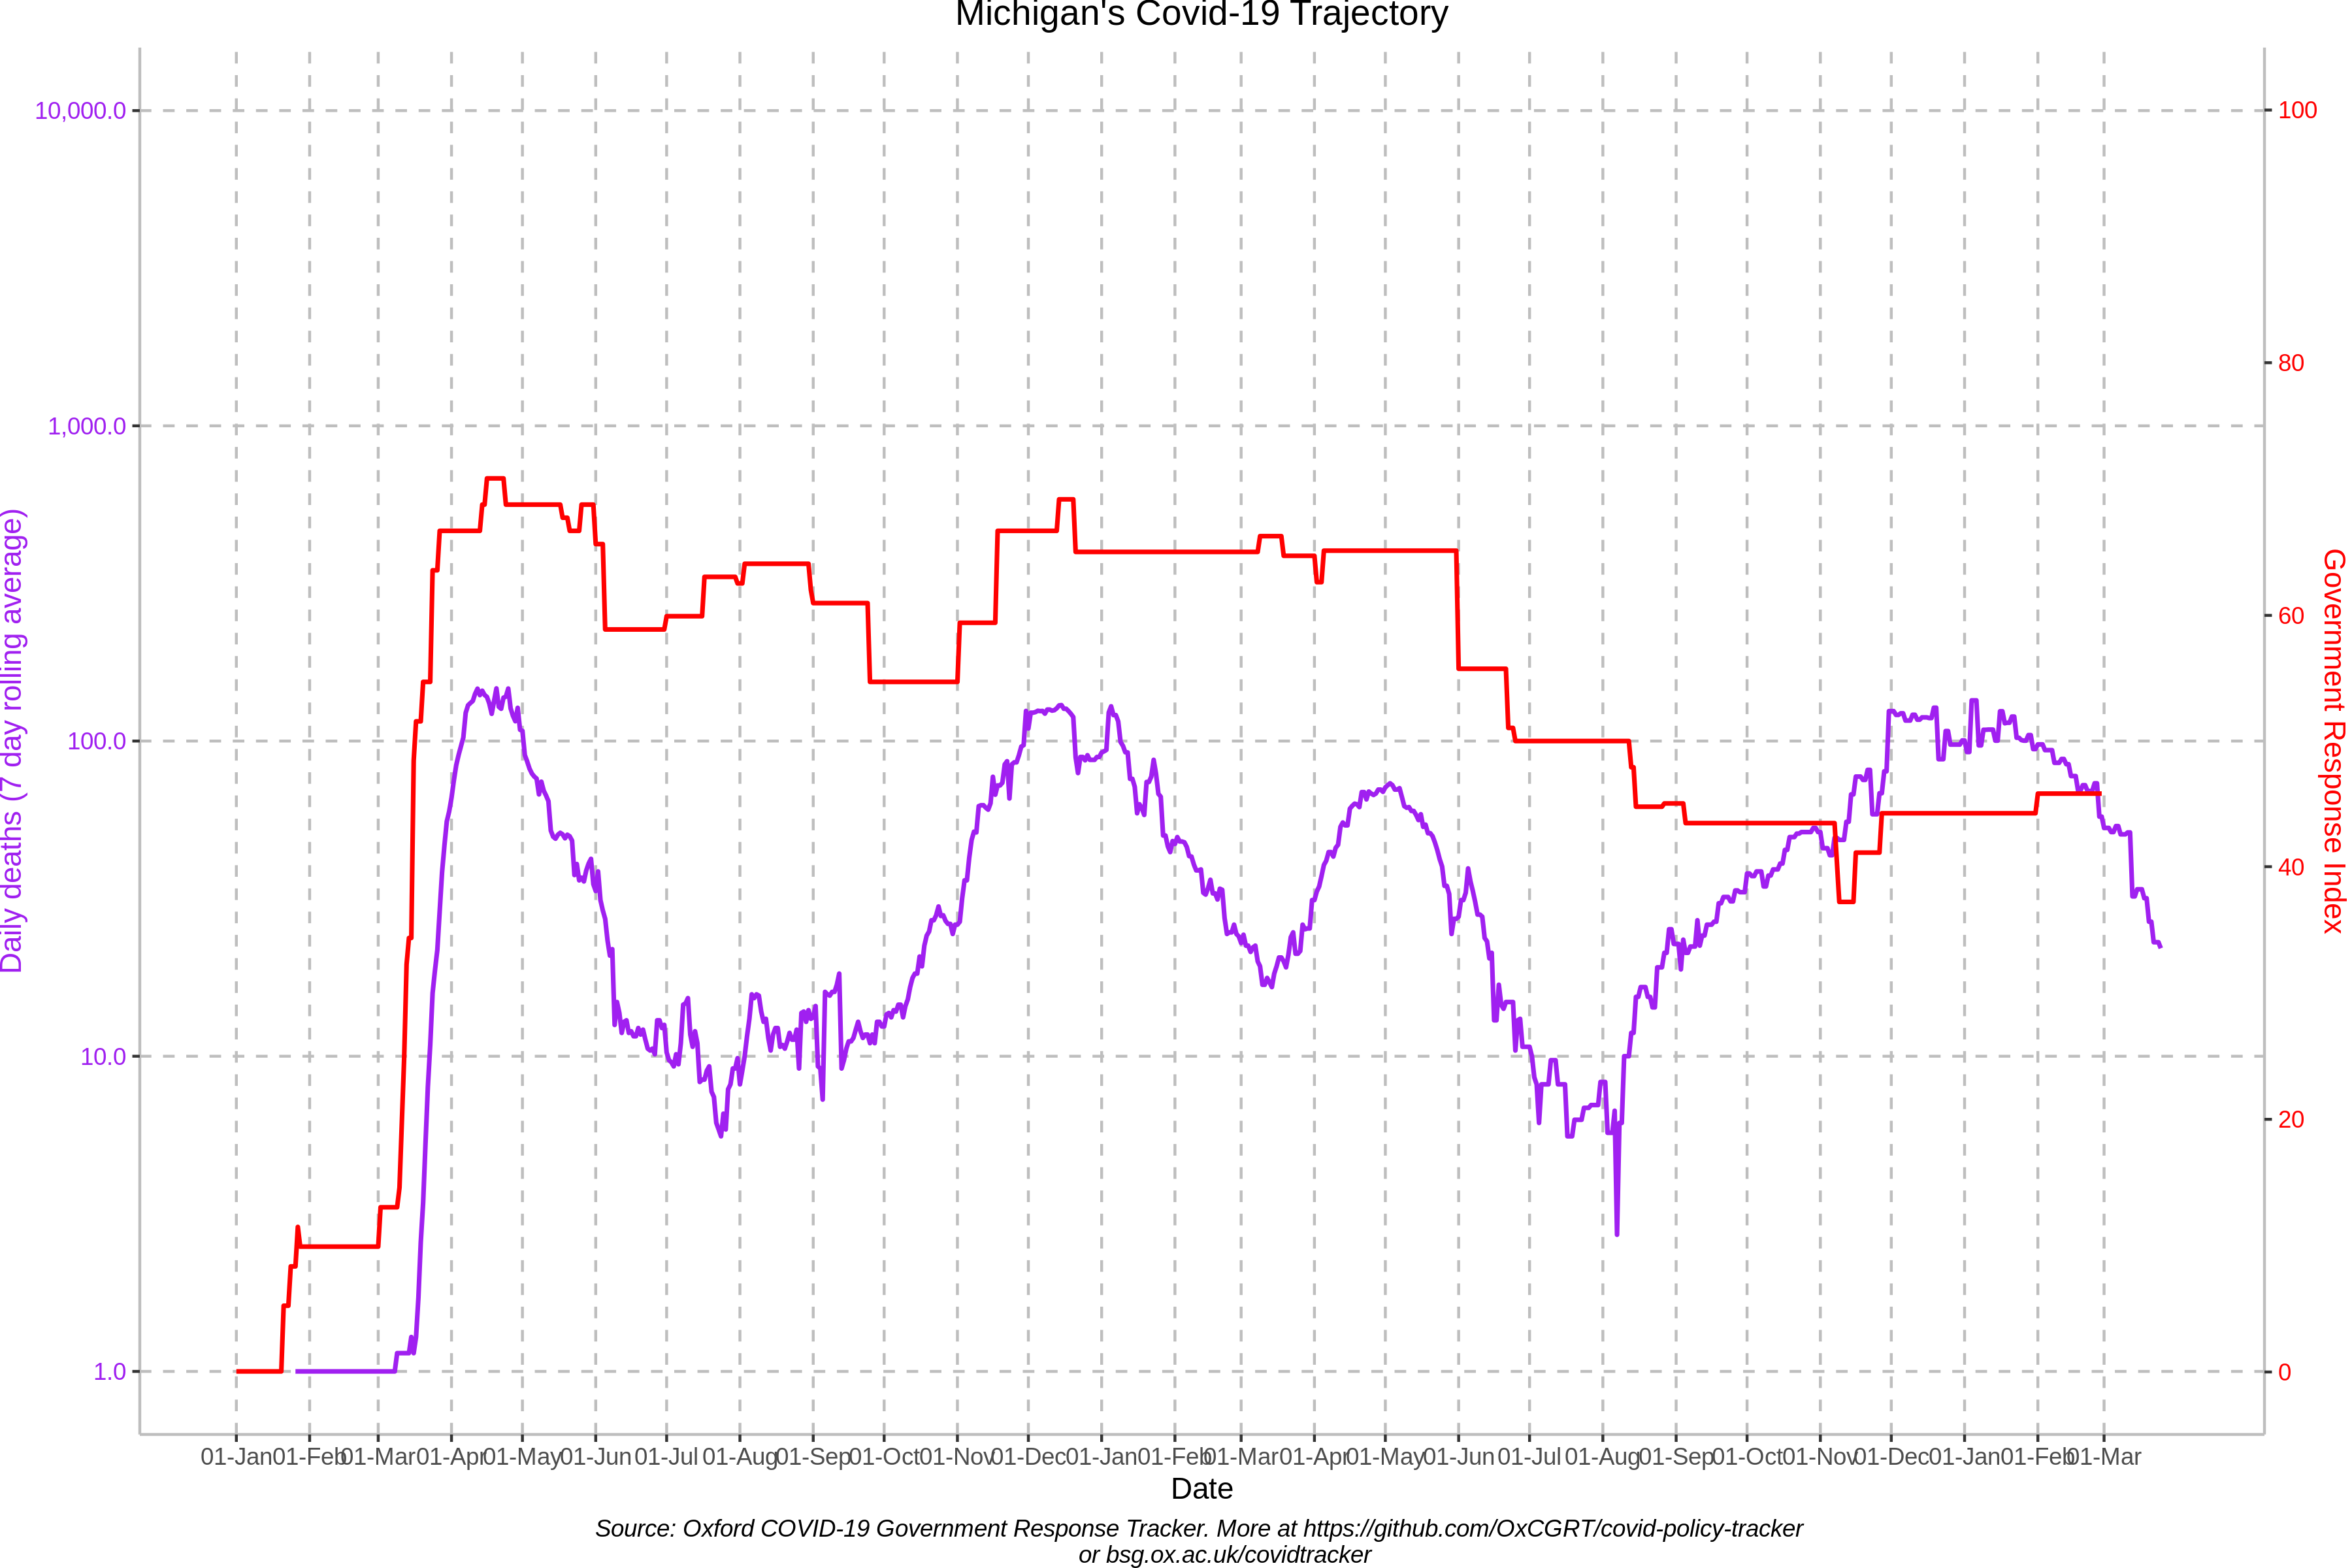 Michigan's Covid-19 Trajectory
10,000.0
1,000.0
100.0
10.0
1.0
Daily deaths (7 day rolling average)
100
80
60
40
20
0
Government Response Index
01-Jan 01-Feb 01-Mar 01-Apr 01-May 01-Jun 01-Jul 01-Aug 01-Sep 01-Oct 01-Nov 01-Dec 01-Jan 01-Feb 01-Mar 01-Apr 01-May 01-Jun 01-Jul 01-Aug 01-Sep 01-Oct 01-Nov 01-Dec 01-Jan 01-Feb 01-Mar
Date
Source: Oxford COVID-19 Government Response Tracker. More at https://github.com/OxCGRT/covid-policy-tracker
or bsg.ox.ac.uk/covidtracker